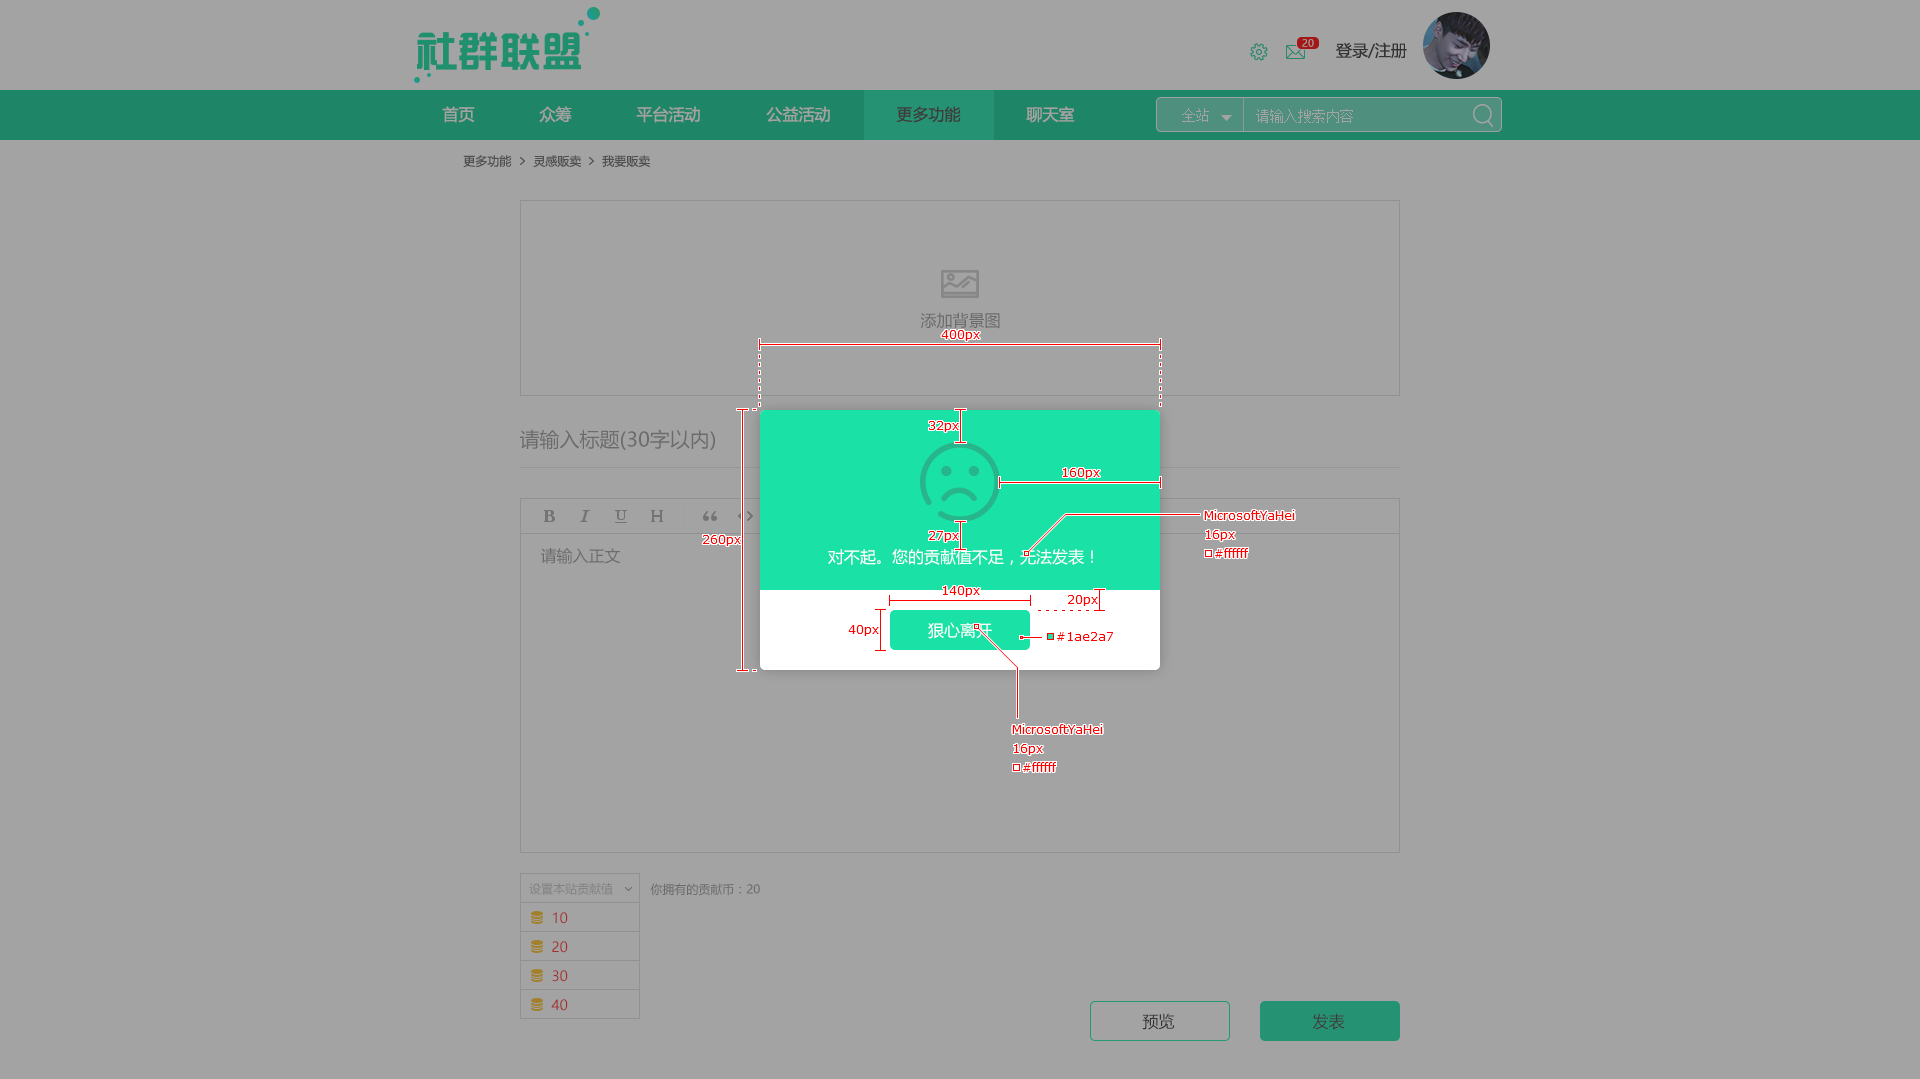 社群联盟
20
登录/注册
首页
众筹
平台活动
公益活动
更多功能
聊天室
全站
请输入搜索内容
更多功能 > 灵感贩卖 > 我要贩卖
添加背景图
400px
请输入标题(30字以内)
32px
160px
B I U H “ <>
MicrosoftYaHei
16px
#ffffff
27px
260px
请输入正文
对不起。您的贡献值不足，无法发表！
140px
20px
40px
狠心离开
#1ae2a7
MicrosoftYaHei
16px
#ffffff
设置本贴贡献值
你拥有的贡献币：20
10
20
30
40
预览
发表